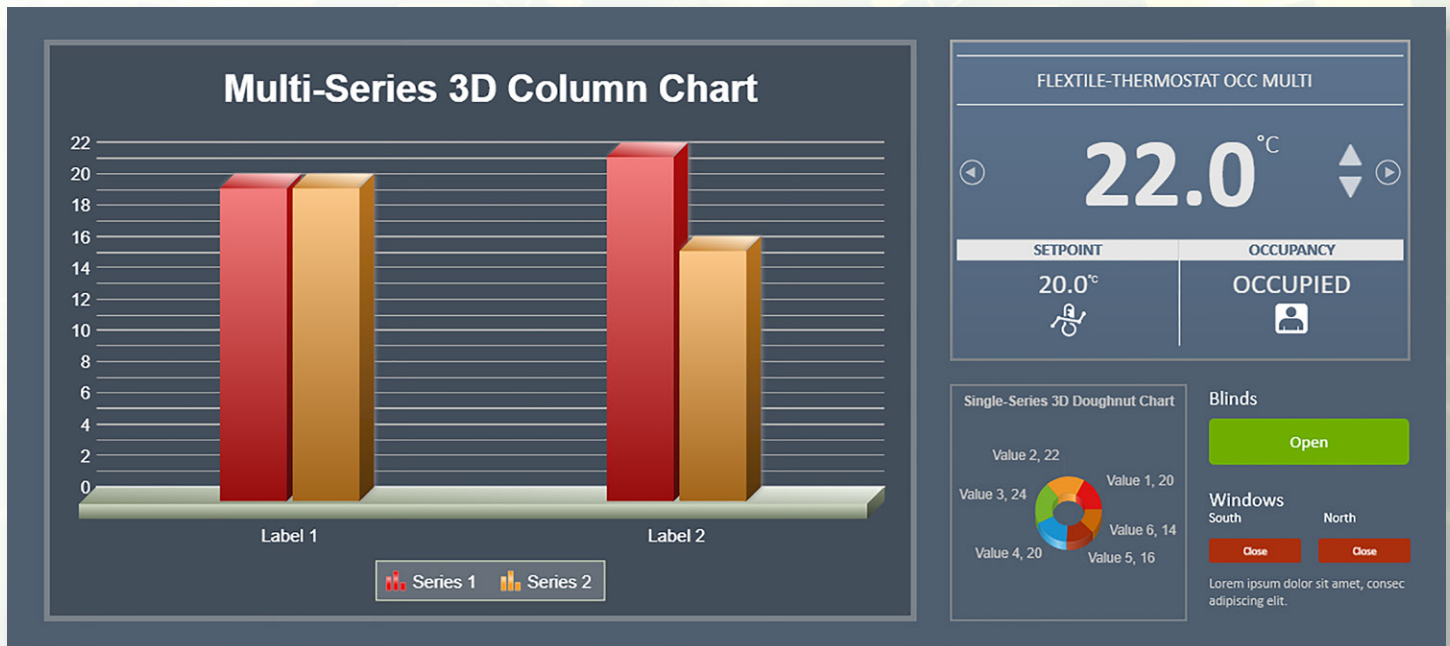 Multi-Series 3D Column Chart
22
20
18
16
14
12
10
8
6
4
2
0
Label 1
Label 2
Series 1
Series 2
FLEXTILE-THERMOSTAT OCC MULTI
22.0°C
SETPOINT
OCCUPANCY
20.0°C
OCCUPIED
Single-Series 3D Doughnut Chart
Value 2, 22
Value 1, 20
Value 3, 24
Value 6, 14
Value 4, 20
Value 5, 16
Blinds
Open
Windows
South
North
Close
Close
Lorem ipsum dolor sit amet, consec
adipiscing elit.